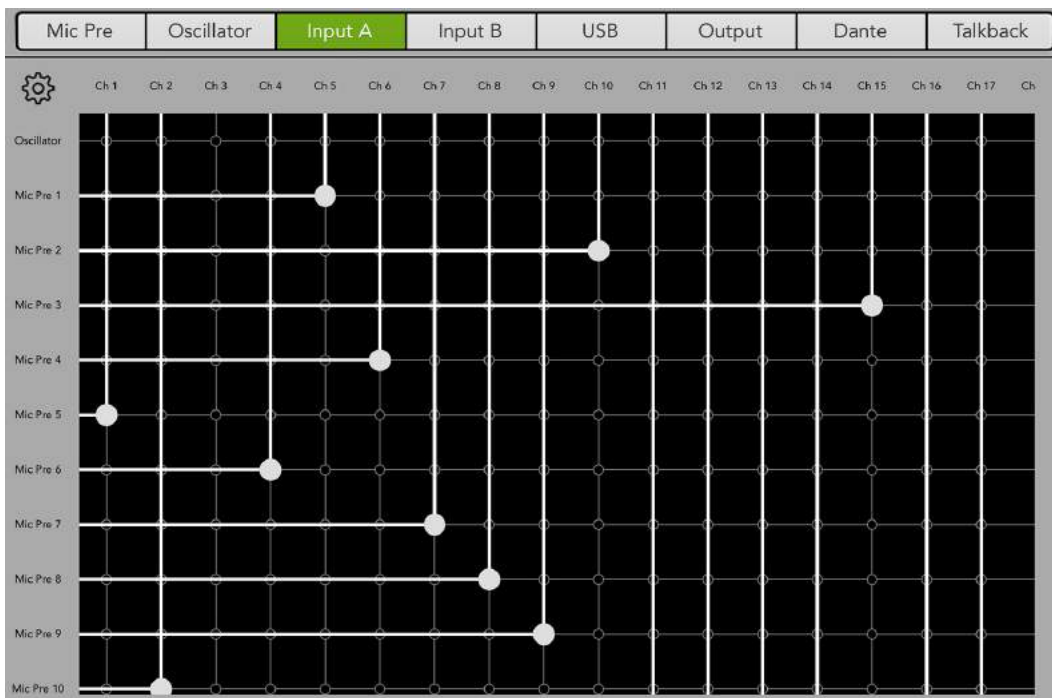 Mic Pre Oscillator Input A Input B USB Output Dante Talkback
Ch 1 Ch 2 Ch 3 Ch 4 Ch 5 Ch 6 Ch 7 Ch 8 Ch 9 Ch 10 Ch 11 Ch 12 Ch 13 Ch 14 Ch 15 Ch 16 Ch 17 Ch
Oscillator
Mic Pre 1
Mic Pre 2
Mic Pre 3
Mic Pre 4
Mic Pre 5
Mic Pre 6
Mic Pre 7
Mic Pre 8
Mic Pre 9
Mic Pre 10